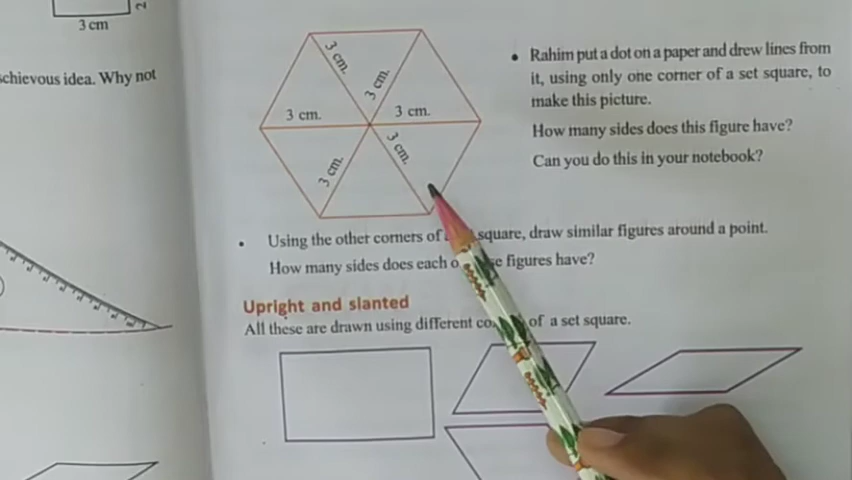 3 cm
2
schievous idea. Why not
3 cm.
3 cm.
3 cm.
3 cm.
3 cm.
3 cm.
• Rahim put a dot on a paper and drew lines from
it, using only one corner of a set square, to
make this picture.
How many sides does this figure have?
Can you do this in your notebook?
• Using the other corners of square, draw similar figures around a point.
How many sides does each o se figures have?
Upright and slanted
All these are drawn using different co of a set square.